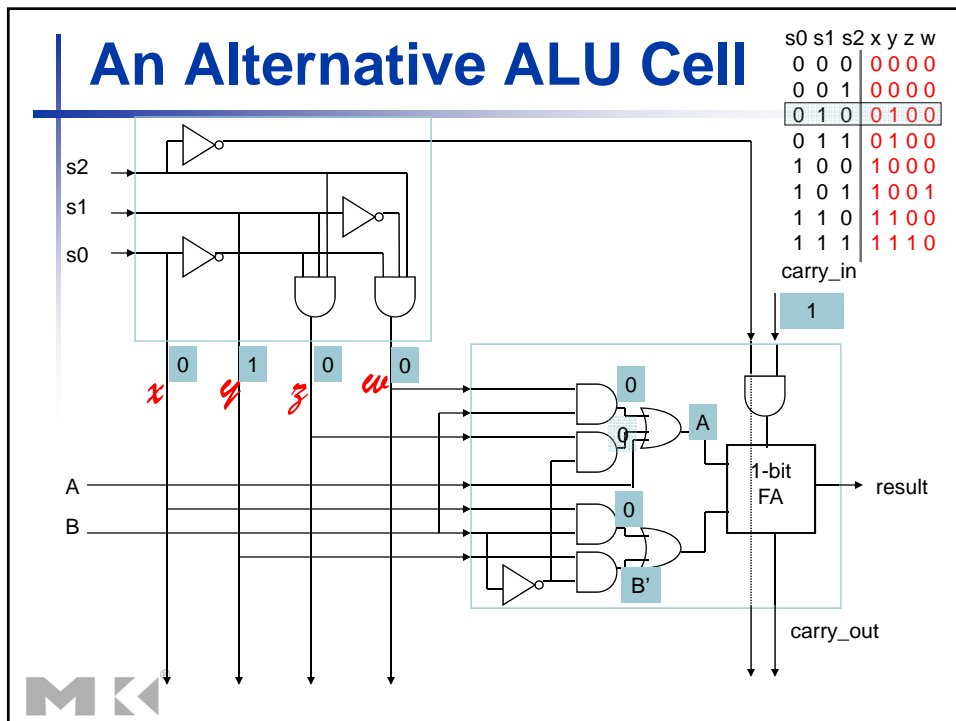 An Alternative ALU Cell
s0 s1 s2 x y z w
0 0 0 0 0 0 0
0 0 1 0 0 0 0
0 1 0 0 1 0 0
0 1 1 0 1 0 0
1 0 0 1 0 0 0
1 0 1 1 0 0 1
1 1 0 1 1 0 0
1 1 1 1 1 1 0
carry_in
1
s2
s1
s0
x 0 y 1 z 0 w 0
0
0
A
A
B
0
B’
1-bit
FA
result
carry_out
MK®